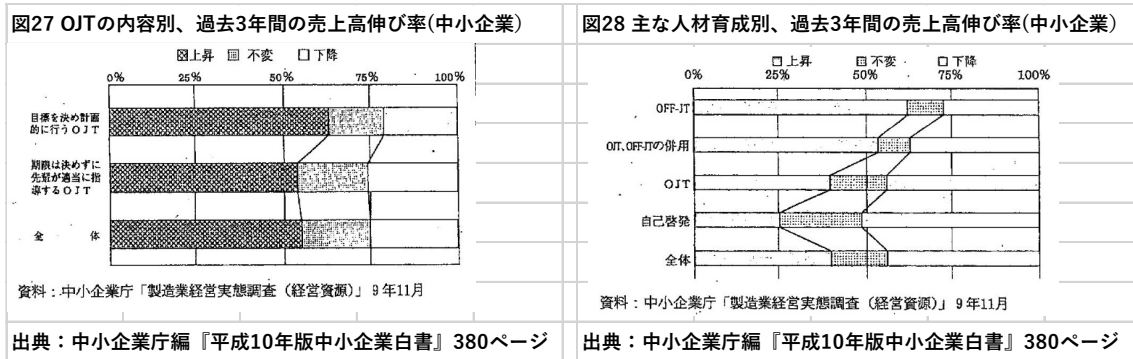 図27 OJTの内容別、過去3年間の売上高伸び率(中小企業)
上昇 不変 下降
0% 25% 50% 75% 100%
目標を決め計画
的に行うOJT
期限は決めずに
先輩が適当に指
導するOJT
全 体
資料：中小企業庁「製造業経営実態調査（経営資源）」9年11月
出典：中小企業庁編『平成10年版中小企業白書』380ページ
図28 主な人材育成別、過去3年間の売上高伸び率(中小企業)
上昇 不変 下降
0% 25% 50% 75% 100%
OFF-JT
OJT、OFF-JTの併用
OJT
自己啓発
全体
資料：中小企業庁「製造業経営実態調査（経営資源）」9年11月
出典：中小企業庁編『平成10年版中小企業白書』380ページ